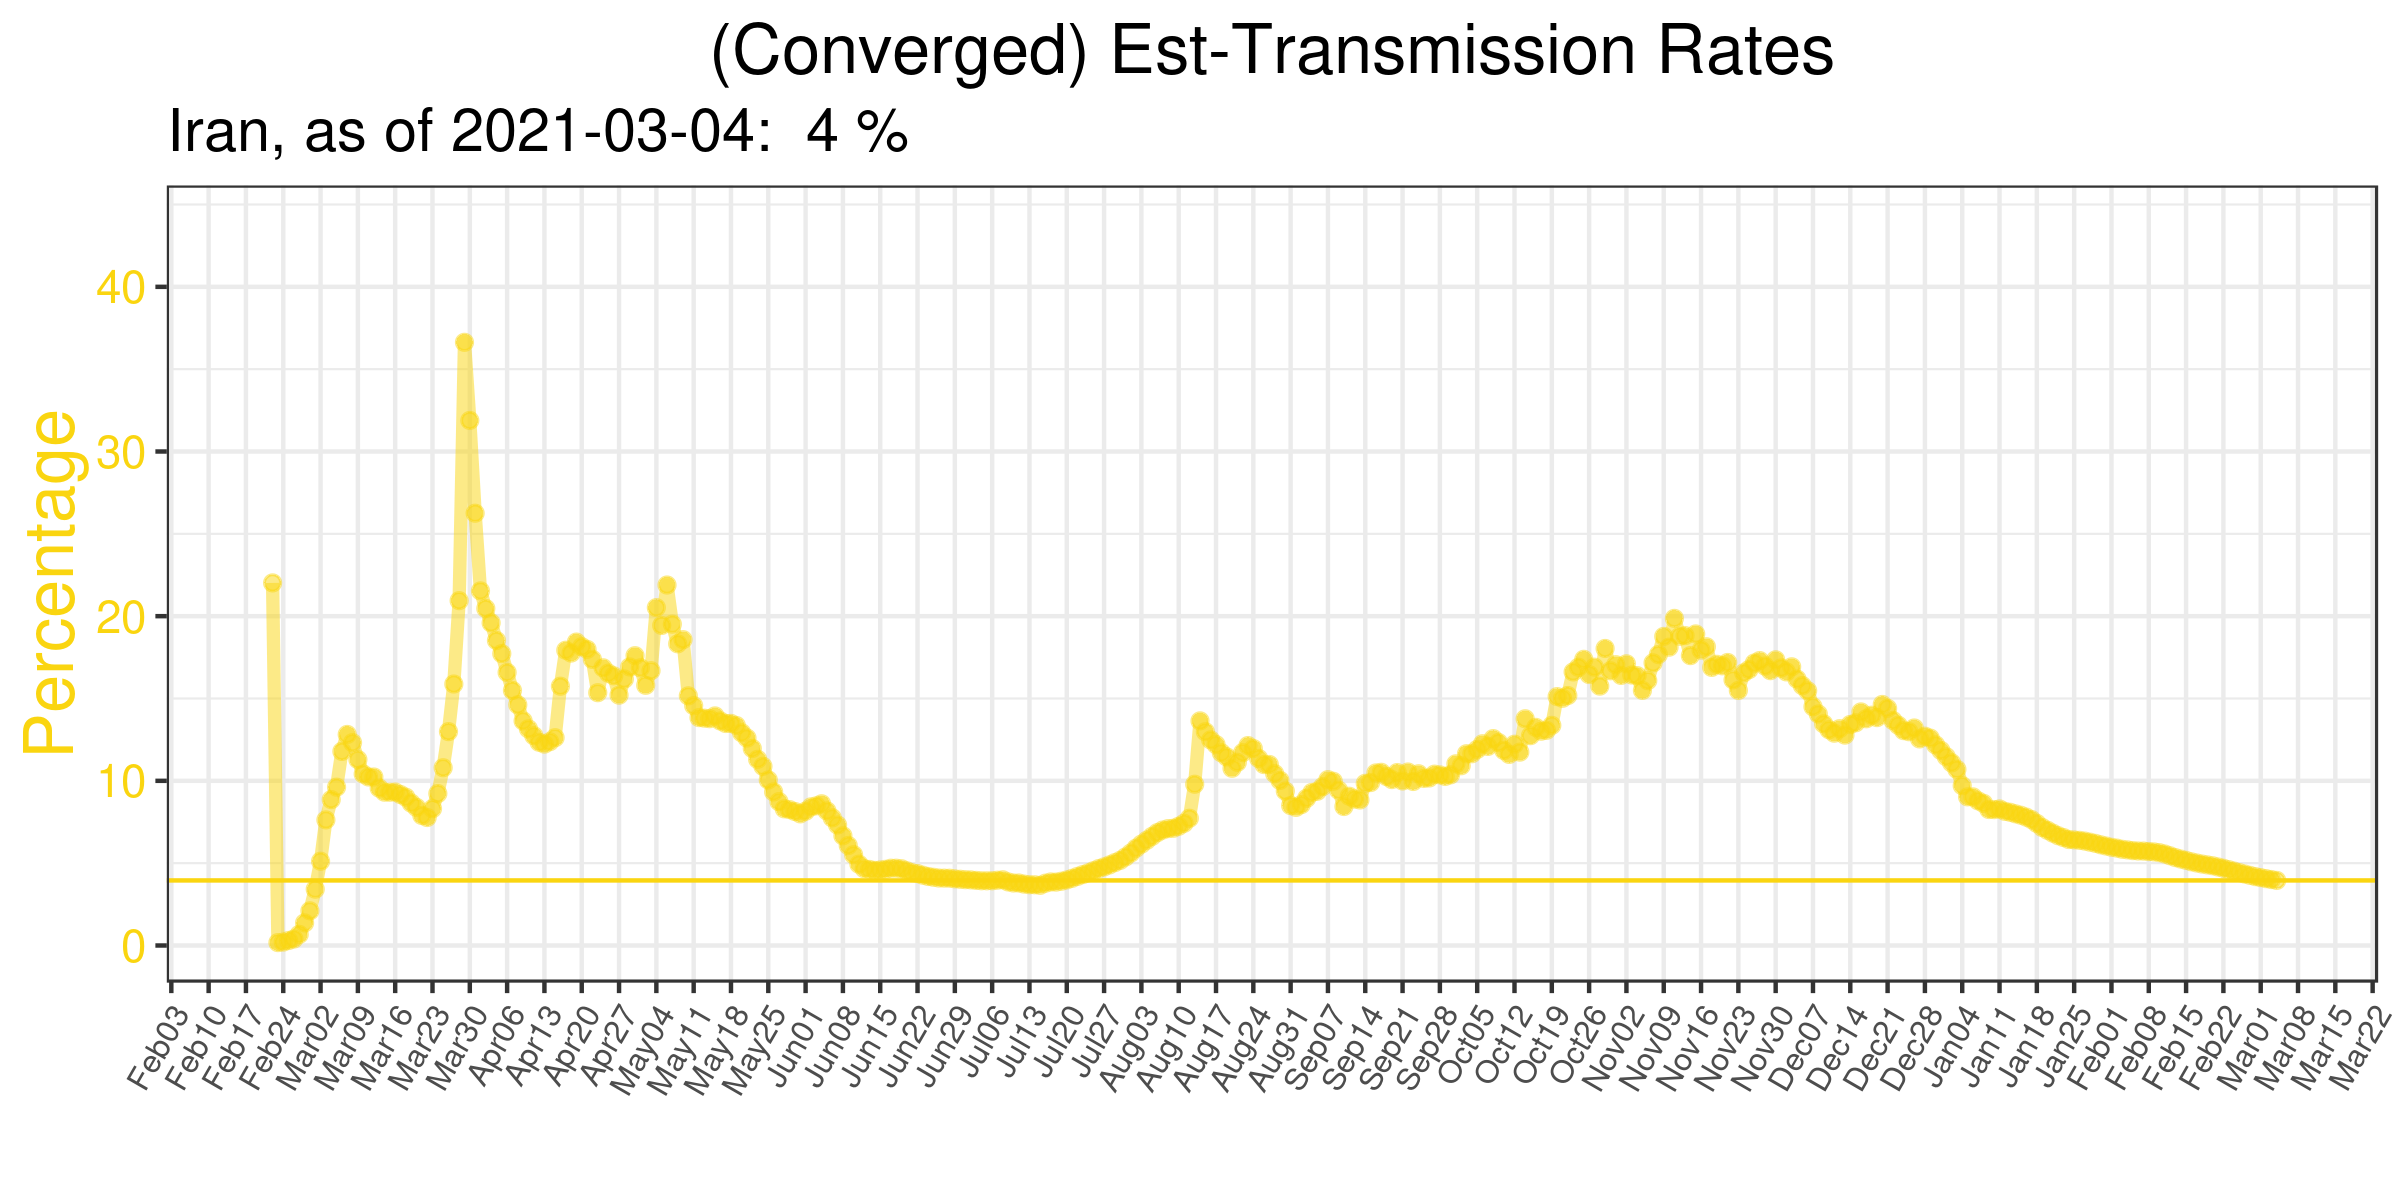 (Converged) Est-Transmission Rates
Iran, as of 2021-03-04:  4 %
Percentage
40
30
20
10
0
Feb03
Feb10
Feb17
Feb24
Mar02
Mar09
Mar16
Mar23
Mar30
Apr06
Apr13
Apr20
Apr27
May04
May11
May18
May25
Jun01
Jun08
Jun15
Jun22
Jun29
Jul06
Jul13
Jul20
Jul27
Aug03
Aug10
Aug17
Aug24
Aug31
Sep07
Sep14
Sep21
Sep28
Oct05
Oct12
Oct19
Oct26
Nov02
Nov09
Nov16
Nov23
Nov30
Dec07
Dec14
Dec21
Dec28
Jan04
Jan11
Jan18
Jan25
Feb01
Feb08
Feb15
Feb22
Mar01
Mar08
Mar15
Mar22